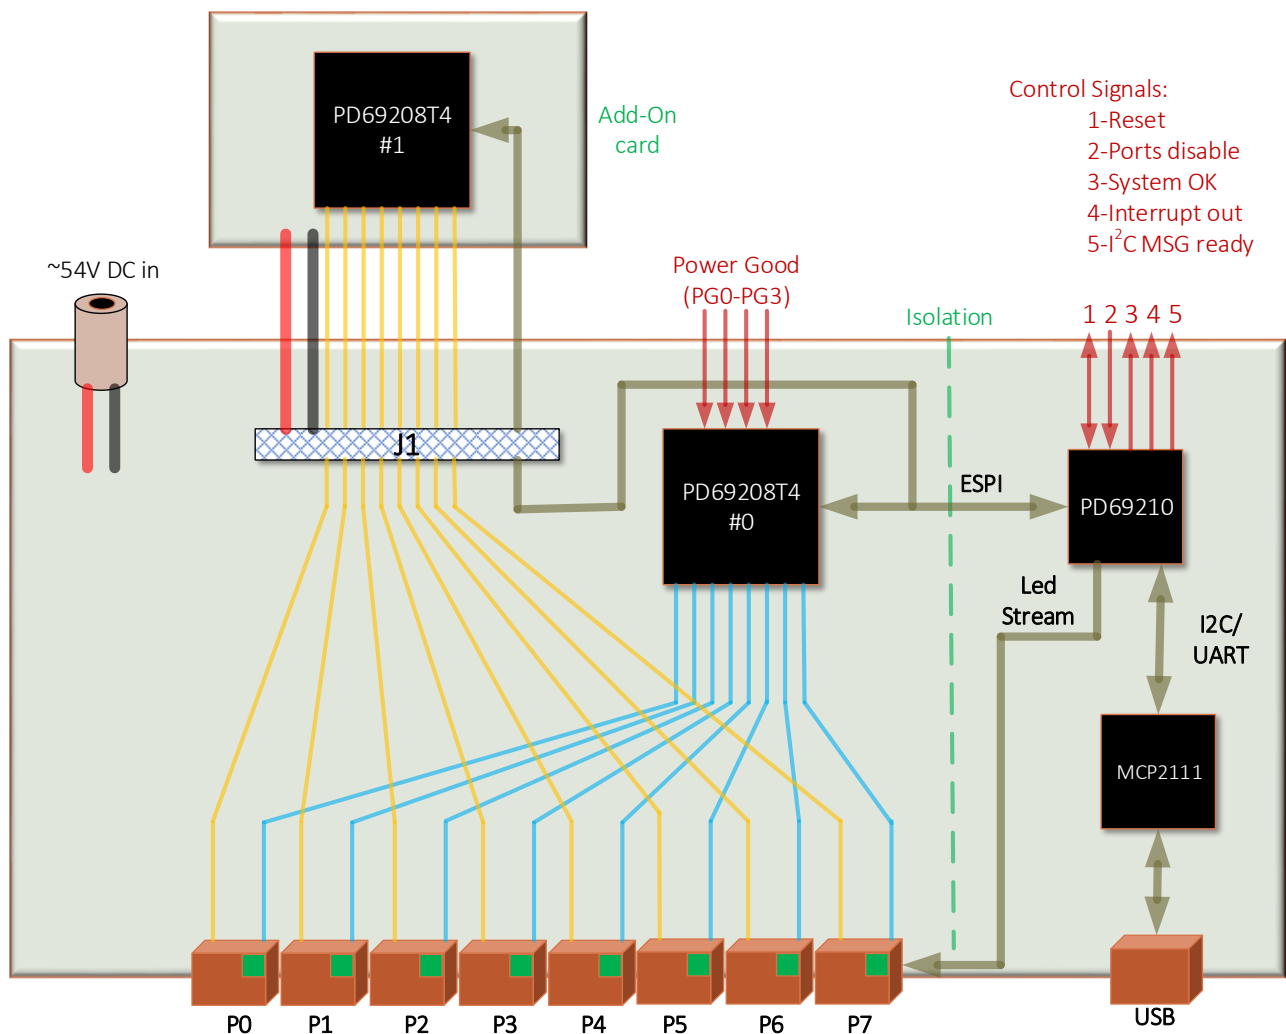 PD69208T4
#1
Add-On
card
Control Signals:
1-Reset
2-Ports disable
3-System OK
4-Interrupt out
5-I²C MSG ready
~54V DC in
Power Good
(PG0-PG3)
Isolation
1 2 3 4 5
J1
PD69208T4
#0
ESPI
PD69210
Led
Stream
I2C/
UART
MCP2111
P0 P1 P2 P3 P4 P5 P6 P7
USB